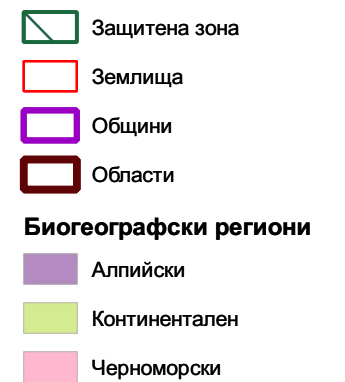 Защитена зона
Землища
Общини
Области
Биогеографски региони
Алпийски
Континентален
Черноморски